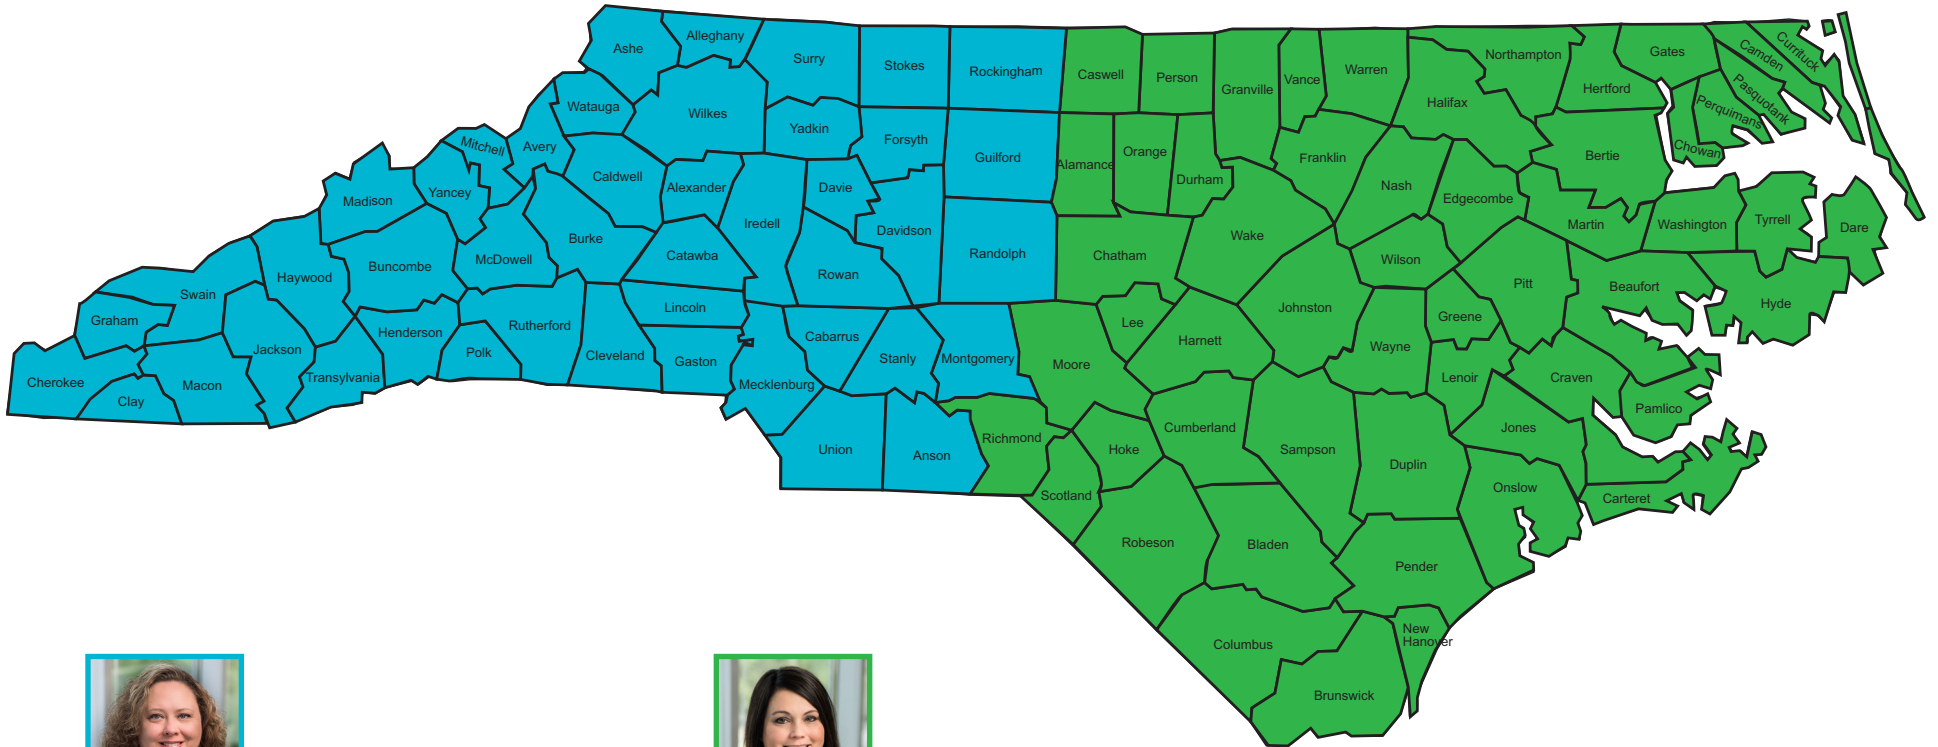 Ashe
Alleghany
Surry
Stokes
Rockingham
Caswell
Person
Granville
Vance
Warren
Northampton
Gates
Camden
Currituck
Halifax
Hertford
Pasquotank
Perquimans
Chowan
Watauga
Wilkes
Yadkin
Forsyth
Guilford
Alamance
Orange
Durham
Franklin
Nash
Bertie
Mitchell
Avery
Caldwell
Alexander
Davie
Yancey
Madison
Iredell
Davidson
Edgecombe
Martin
Washington
Tyrrell
Dare
Burke
Catawba
Randolph
Chatham
Wake
Wilson
McDowell
Buncombe
Haywood
Rowan
Pitt
Beaufort
Hyde
Swain
Graham
Lincoln
Johnston
Greene
Rutherford
Henderson
Polk
Cleveland
Gaston
Cabarrus
Stanly
Montgomery
Lee
Harnett
Wayne
Jackson
Transylvania
Cherokee
Macon
Clay
Mecklenburg
Moore
Lenoir
Craven
Pamlico
Union
Anson
Richmond
Hoke
Cumberland
Sampson
Duplin
Jones
Scotland
Onslow
Carteret
Robeson
Bladen
Pender
Columbus
New
Hanover
Brunswick